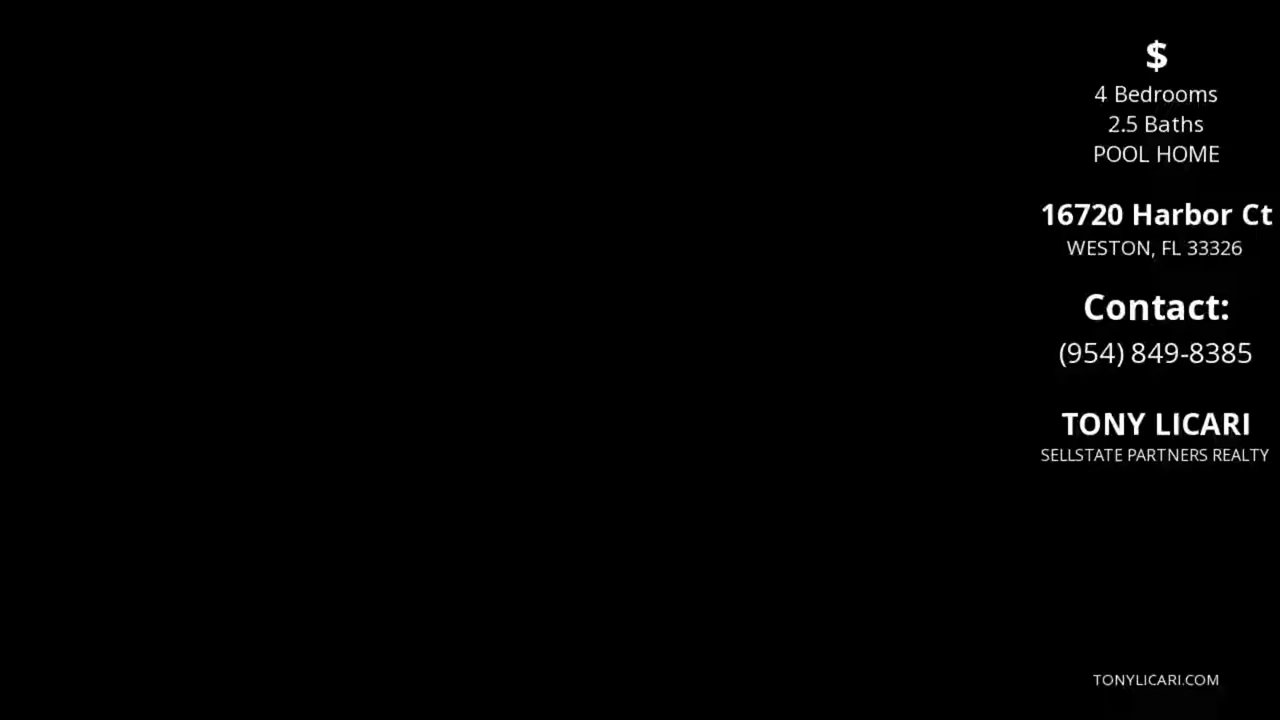 $
4 Bedrooms
2.5 Baths
POOL HOME
16720 Harbor Ct
WESTON, FL 33326
Contact:
(954) 849-8385
TONY LICARI
SELLSTATE PARTNERS REALTY
TONYLICARI.COM